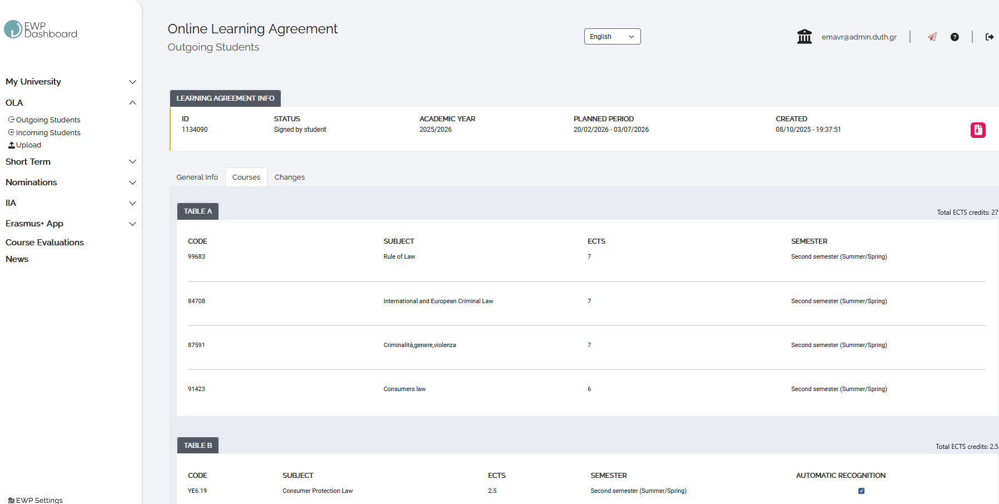 EWP
Dashboard
My University
OLA
Outgoing Students
Incoming Students
Upload
Short Term
Nominations
IIA
Erasmus+ App
Course Evaluations
News
EWP Settings
Online Learning Agreement
Outgoing Students
English
emavr@admin.duth.gr
LEARNING AGREEMENT INFO
ID STATUS ACADEMIC YEAR PLANNED PERIOD CREATED
1134090 Signed by student 2025/2026 20/02/2026 - 03/07/2026 08/10/2025 - 19:37:51
General Info Courses Changes
TABLE A
Total ECTS credits: 27
CODE SUBJECT ECTS SEMESTER
99683 Rule of Law 7 Second semester (Summer/Spring)
84708 International and European Criminal Law 7 Second semester (Summer/Spring)
87591 Criminalità,genere,violenza 7 Second semester (Summer/Spring)
91423 Consumers law 6 Second semester (Summer/Spring)
TABLE B
Total ECTS credits: 2.5
CODE SUBJECT ECTS SEMESTER AUTOMATIC RECOGNITION
YE6.19 Consumer Protection Law 2.5 Second semester (Summer/Spring)